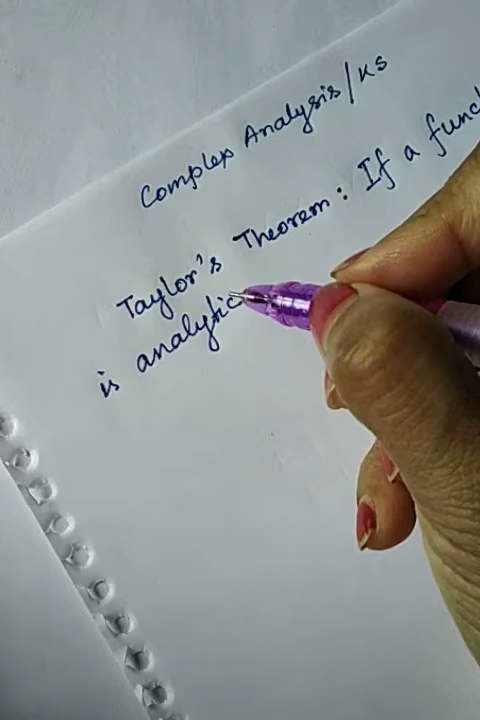 Complex Analysis/KS
Taylor's Theorem: If a func
is analytic